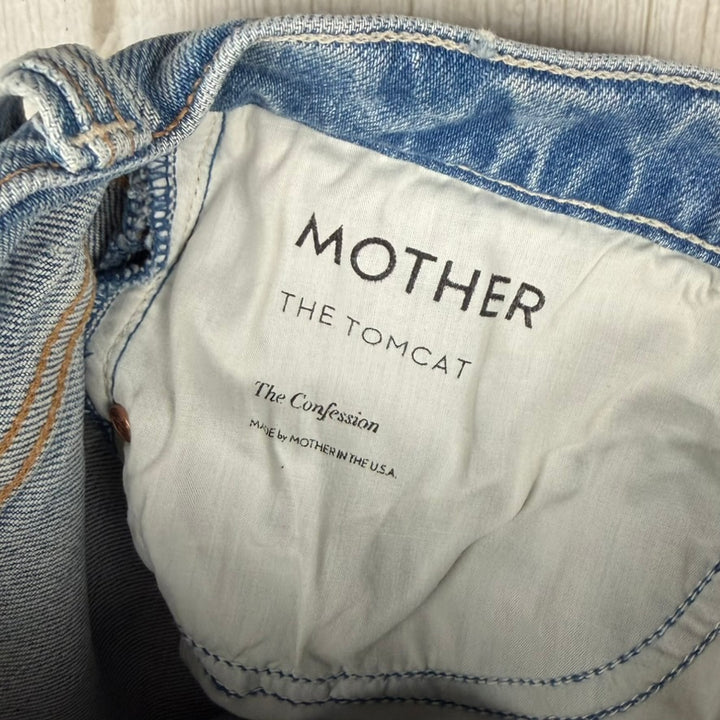 MOTHER
THE TOMCAT
The Confession
MADE by MOTHER IN THE U.S.A.